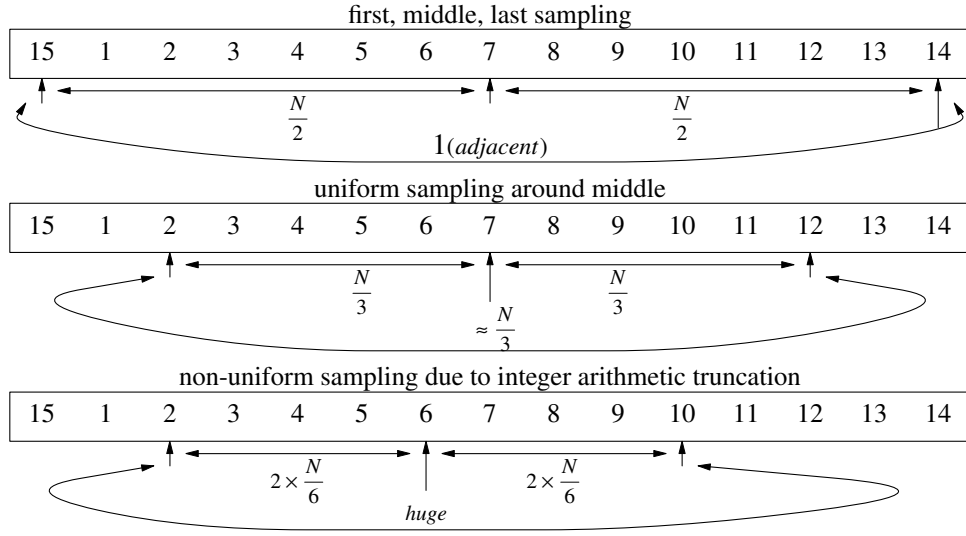 first, middle, last sampling
15 1 2 3 4 5 6 7 8 9 10 11 12 13 14
N/2 N/2
1(adjacent)
uniform sampling around middle
15 1 2 3 4 5 6 7 8 9 10 11 12 13 14
N/3 N/3
≈ N/3
non-uniform sampling due to integer arithmetic truncation
15 1 2 3 4 5 6 7 8 9 10 11 12 13 14
2 × N/6 2 × N/6
huge